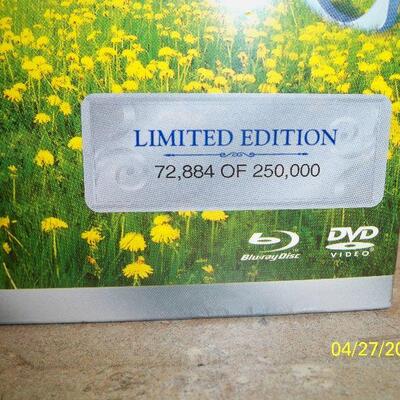 LIMITED EDITION
72,884 OF 250,000
Blu-ray Disc
DVD
VIDEO
04/27/20